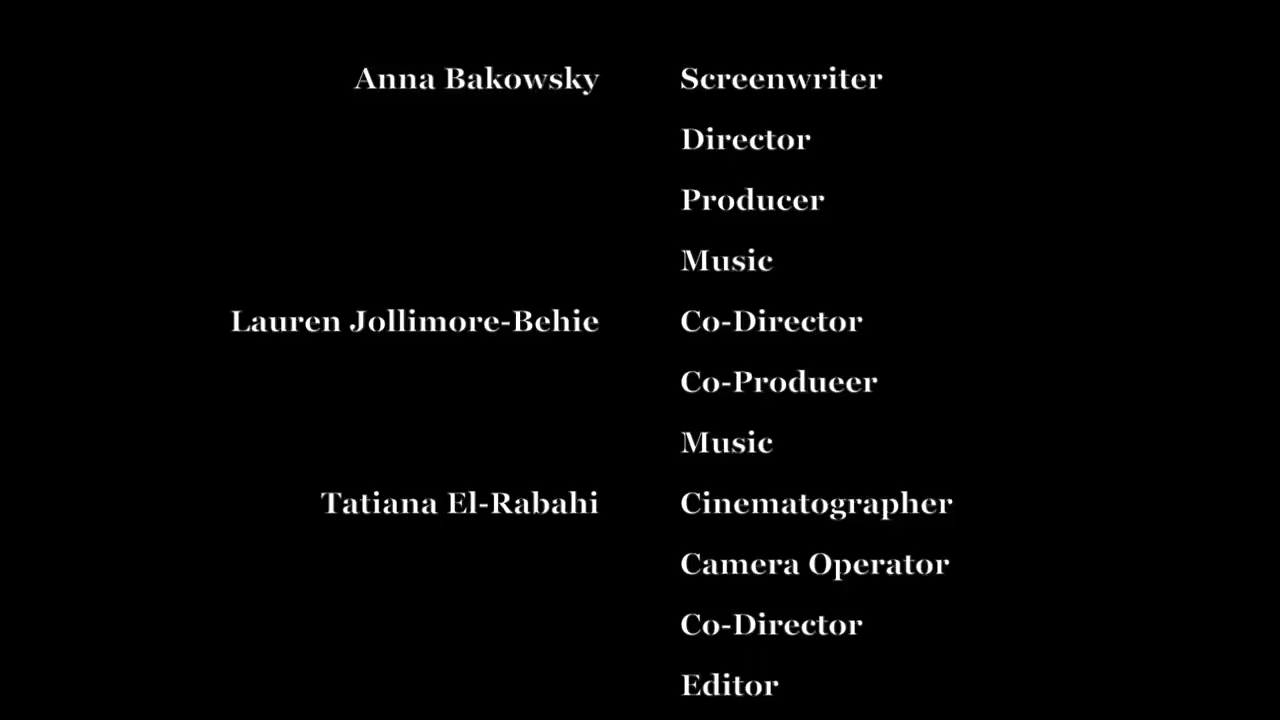 Anna Bakowsky Screenwriter
Director
Producer
Music
Lauren Jollimore-Behie Co-Director
Co-Producer
Music
Tatiana El-Rabahi Cinematographer
Camera Operator
Co-Director
Editor